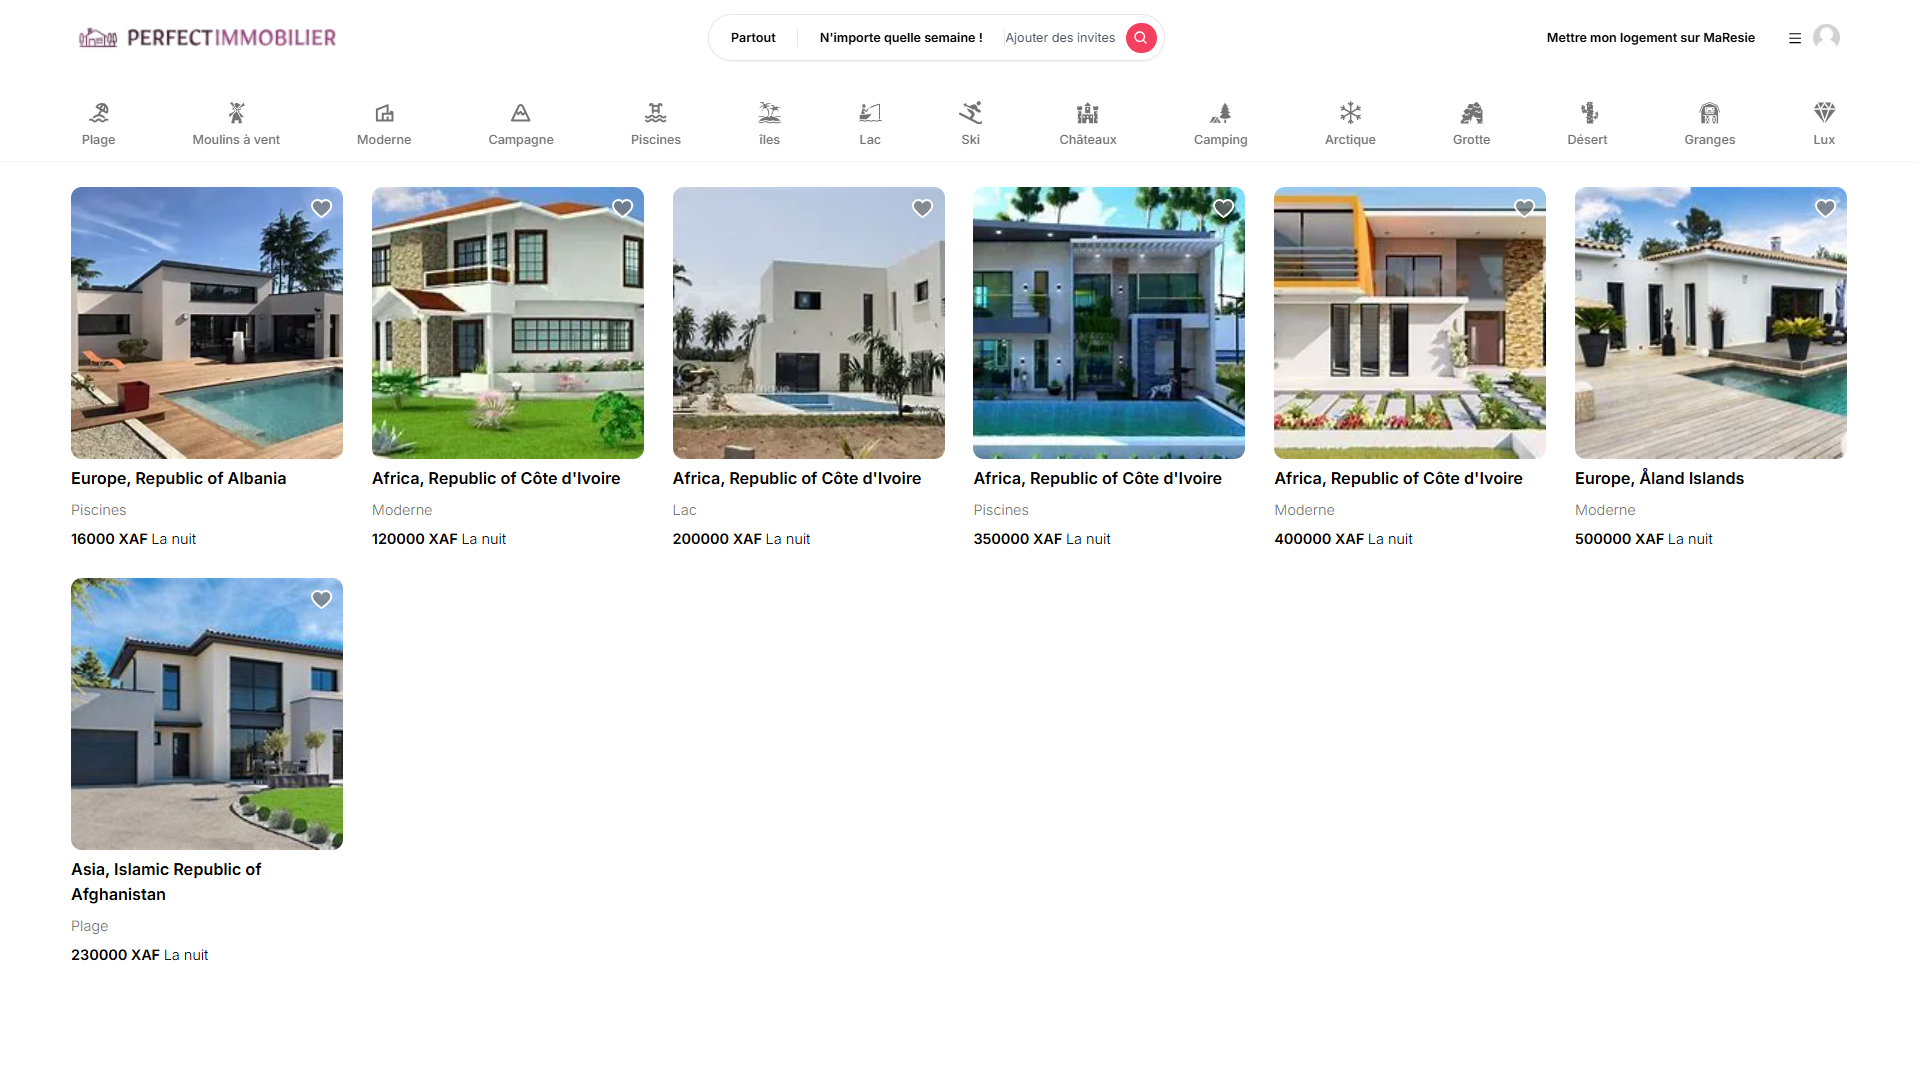 PERFECTIMMOBILIER
Partout
N'importe quelle semaine !
Ajouter des invites
Mettre mon logement sur MaResie
Plage
Moulins à vent
Moderne
Campagne
Piscines
îles
Lac
Ski
Châteaux
Camping
Arctique
Grotte
Désert
Granges
Lux
Europe, Republic of Albania
Piscines
16000 XAF La nuit
Africa, Republic of Côte d'Ivoire
Moderne
120000 XAF La nuit
Africa, Republic of Côte d'Ivoire
Lac
200000 XAF La nuit
Africa, Republic of Côte d'Ivoire
Piscines
350000 XAF La nuit
Africa, Republic of Côte d'Ivoire
Moderne
400000 XAF La nuit
Europe, Åland Islands
Moderne
500000 XAF La nuit
Asia, Islamic Republic of
Afghanistan
Plage
230000 XAF La nuit